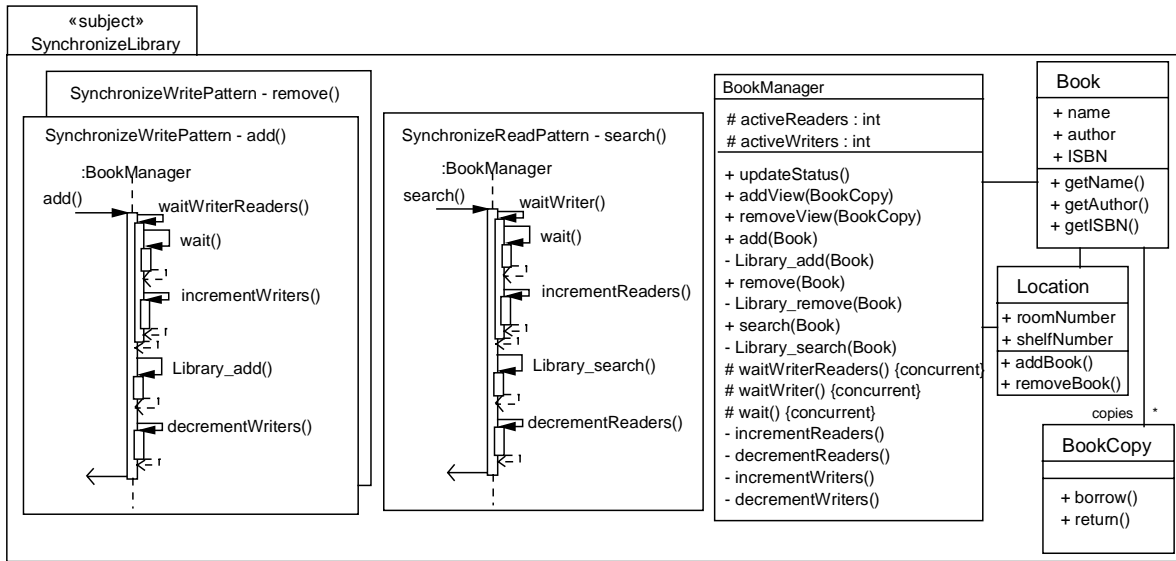 «subject»
SynchronizeLibrary
SynchronizeWritePattern - remove()
SynchronizeWritePattern - add()
:BookManager
add()
waitWriterReaders()
wait()
incrementWriters()
Library_add()
decrementWriters()
SynchronizeReadPattern - search()
:BookManager
search()
waitWriter()
wait()
incrementReaders()
Library_search()
decrementReaders()
BookManager
# activeReaders : int
# activeWriters : int
+ updateStatus()
+ addView(BookCopy)
+ removeView(BookCopy)
+ add(Book)
- Library_add(Book)
+ remove(Book)
- Library_remove(Book)
+ search(Book)
- Library_search(Book)
# waitWriterReaders() {concurrent}
# waitWriter() {concurrent}
# wait() {concurrent}
- incrementReaders()
- decrementReaders()
- incrementWriters()
- decrementWriters()
Book
+ name
+ author
+ ISBN
+ getName()
+ getAuthor()
+ getISBN()
Location
+ roomNumber
+ shelfNumber
+ addBook()
+ removeBook()
copies *
BookCopy
+ borrow()
+ return()